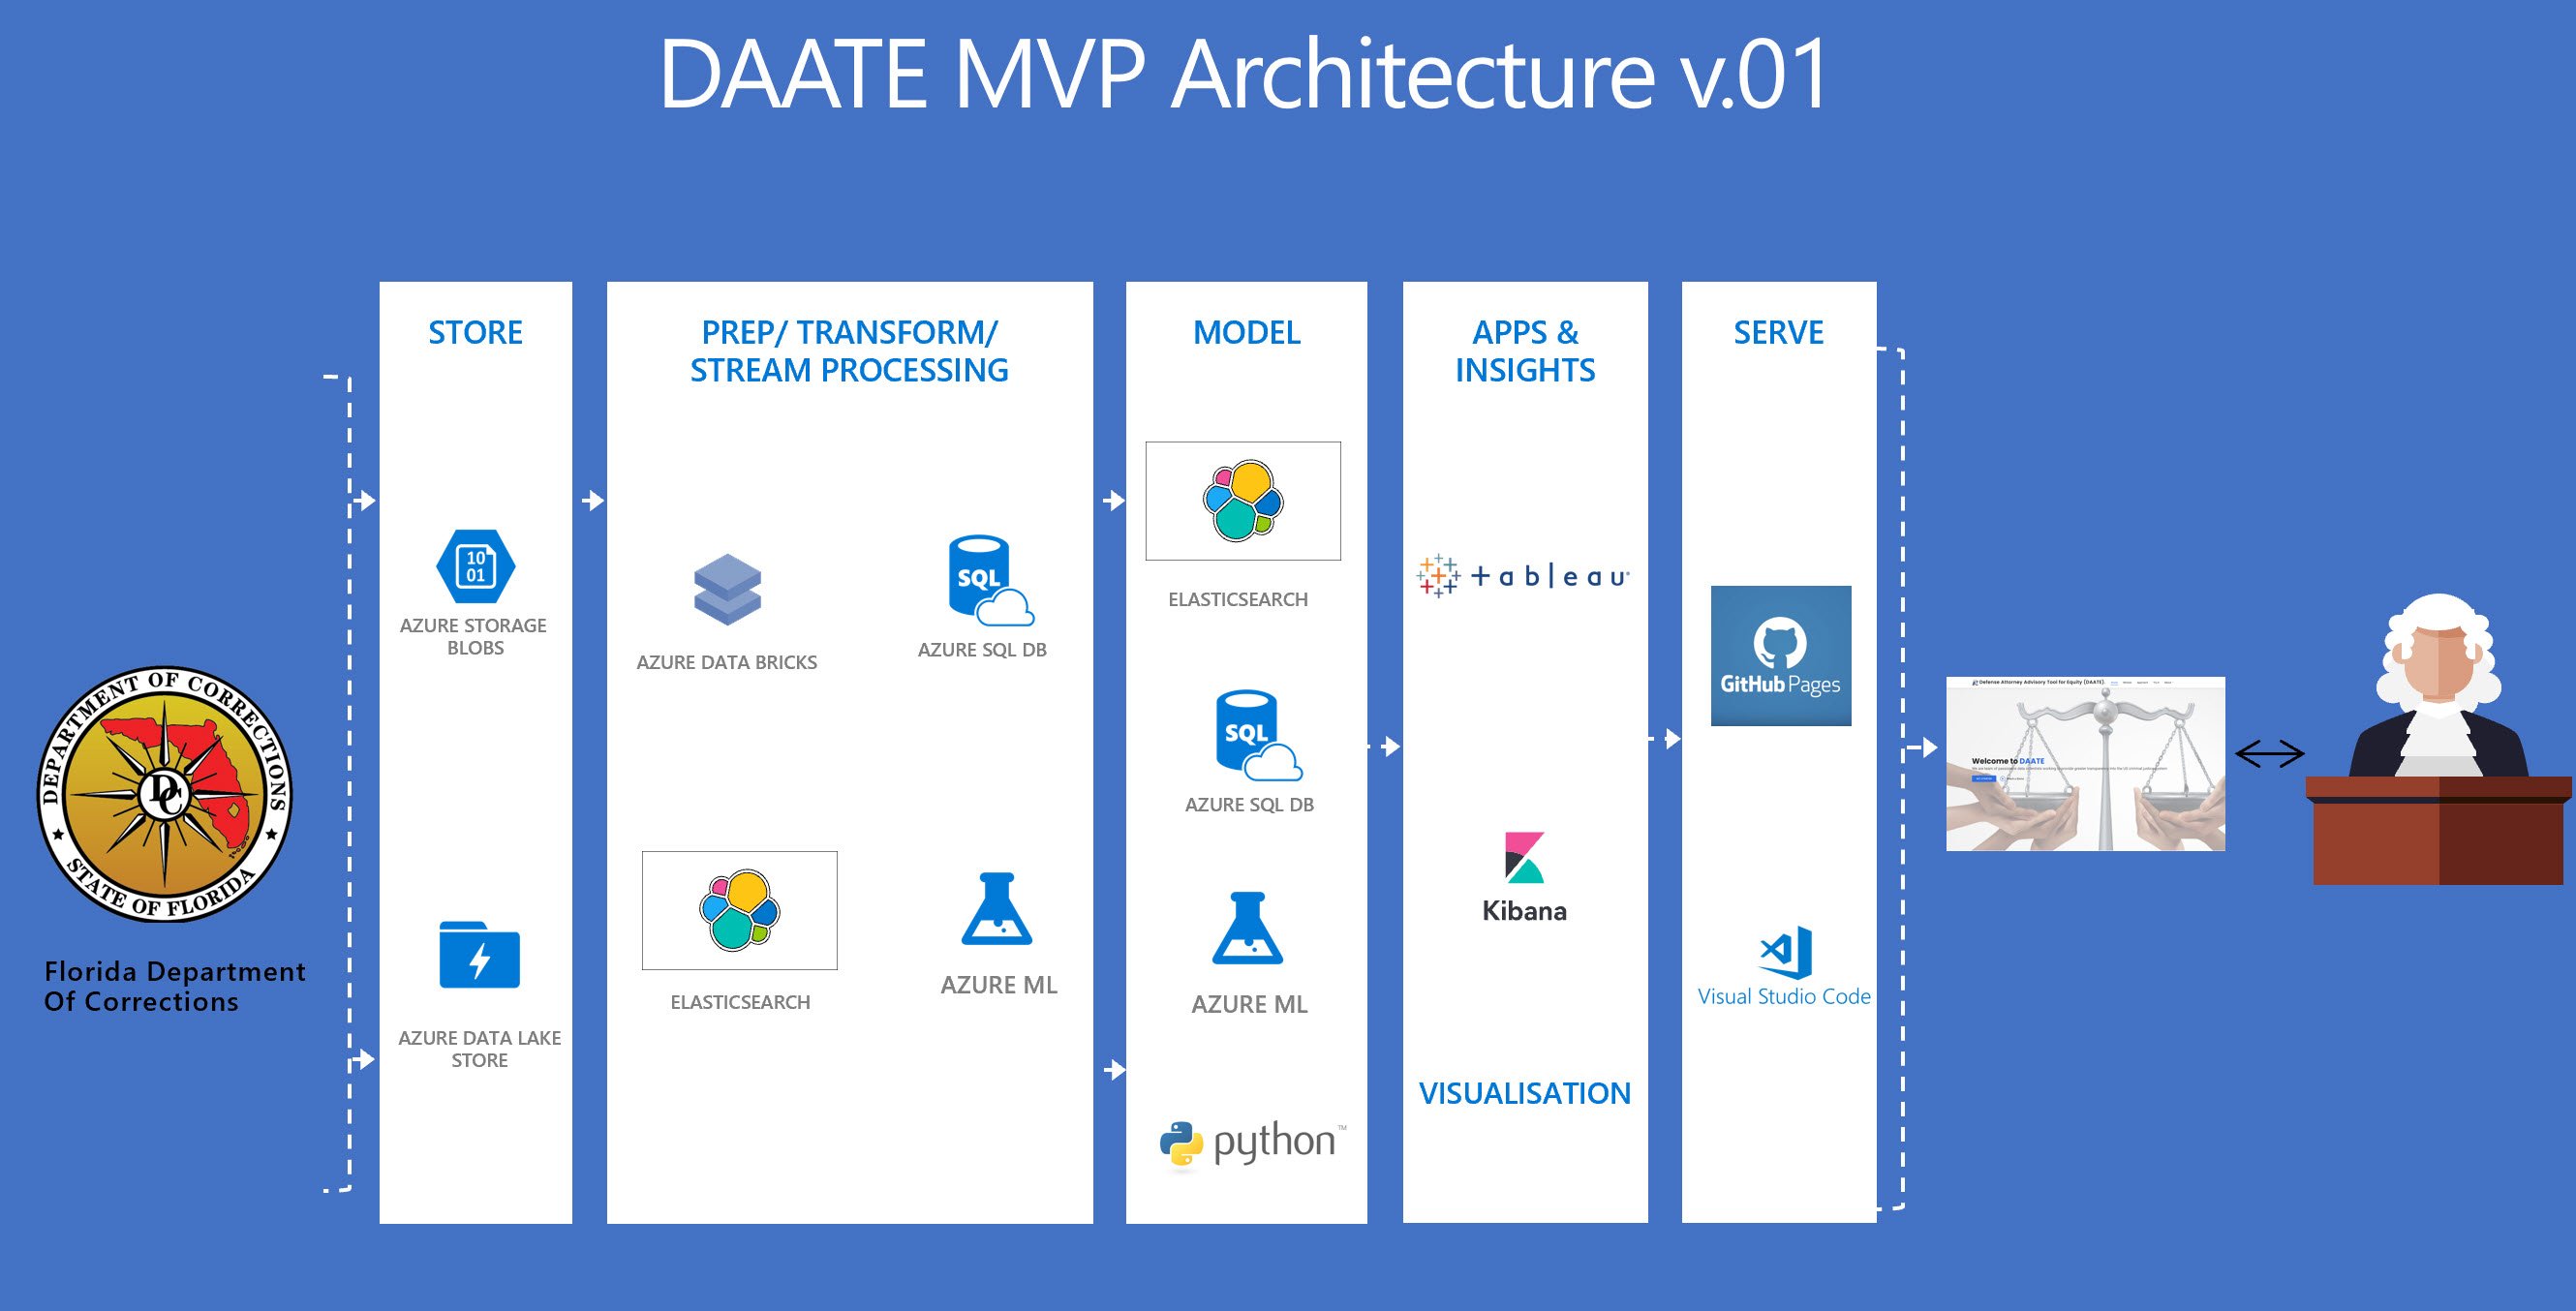 DAATE MVP Architecture v.01
DEPARTMENT OF CORRECTIONS
DC
STATE OF FLORIDA
Florida Department
Of Corrections
STORE
10
01
AZURE STORAGE
BLOBS
AZURE DATA LAKE
STORE
PREP/ TRANSFORM/
STREAM PROCESSING
AZURE DATA BRICKS
SQL
AZURE SQL DB
ELASTICSEARCH
AZURE ML
MODEL
ELASTICSEARCH
SQL
AZURE SQL DB
AZURE ML
python™
APPS &
INSIGHTS
+ableau®
Kibana
VISUALISATION
SERVE
GitHub Pages
Visual Studio Code
Defense Attorney Advisory Tool for Equity (DAATE)
Welcome to DAATE